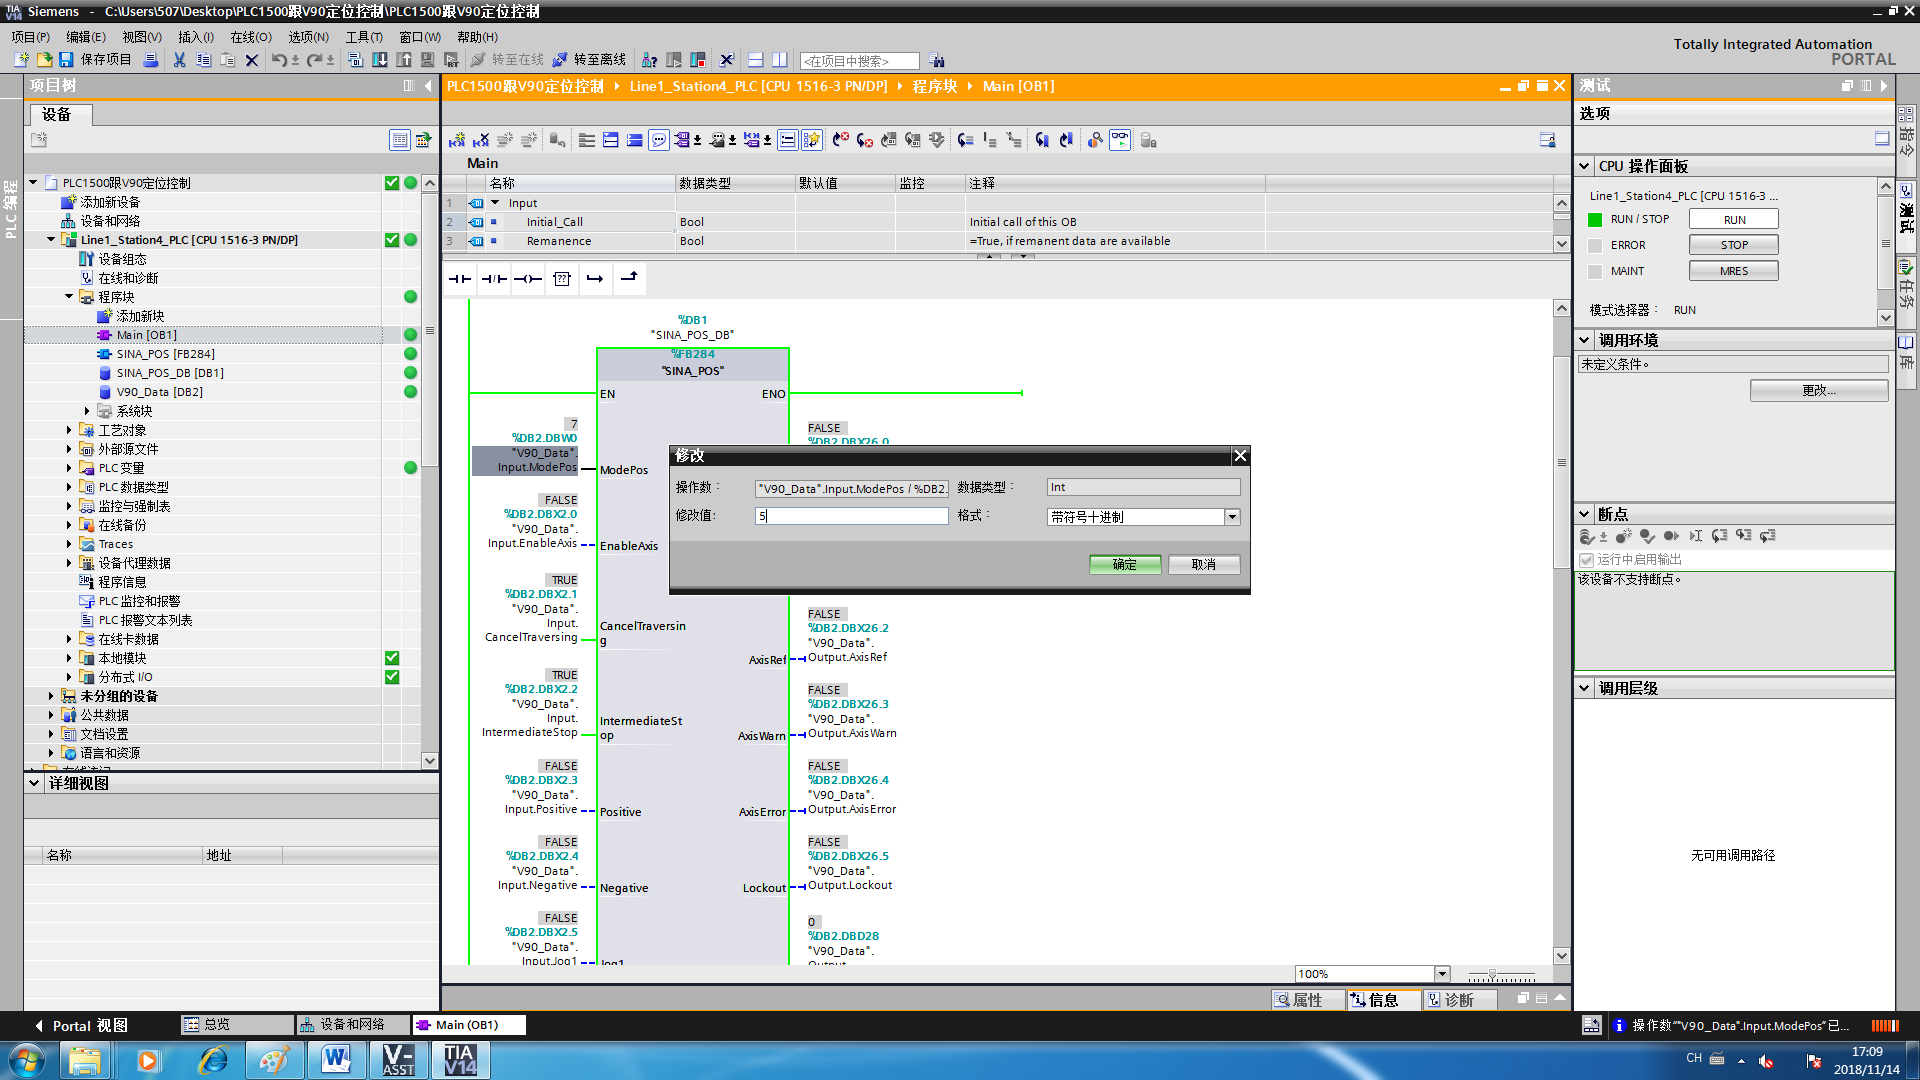 Siemens - C:\Users\507\Desktop\PLC1500跟V90定位控制\PLC1500跟V90定位控制
项目(P) 编辑(E) 视图(V) 插入(I) 在线(O) 选项(N) 工具(T) 窗口(W) 帮助(H)
Totally Integrated Automation
PORTAL
保存项目 转至在线 转至离线 <在项目中搜索>
项目树
PLC1500跟V90定位控制 Line1_Station4_PLC [CPU 1516-3 PN/DP] 程序块 Main [OB1]
测试
设备
选项
PLC 编程
PLC1500跟V90定位控制
添加新设备
设备和网络
Line1_Station4_PLC [CPU 1516-3 PN/DP]
设备组态
在线和诊断
程序块
添加新块
Main [OB1]
SINA_POS [FB284]
SINA_POS_DB [DB1]
V90_Data [DB2]
系统块
工艺对象
外部源文件
PLC 变量
PLC 数据类型
监控与强制表
在线备份
Traces
设备代理数据
程序信息
PLC 监控和报警
PLC 报警文本列表
在线卡数据
本地模块
分布式 I/O
未分组的设备
公共数据
文档设置
语言和资源
详细视图
名称 地址
Main
名称 数据类型 默认值 监控 注释
1 Input
2 Initial_Call Bool Initial call of this OB
3 Remanence Bool =True, if remanent data are available
%DB1
"SINA_POS_DB"
%FB284
"SINA_POS"
EN ENO
7
%DB2.DBW0
"V90_Data".
Input.ModePos
ModePos
FALSE
%DB2.DBX2.0
"V90_Data".
Input.EnableAxis
EnableAxis
TRUE
%DB2.DBX2.1
"V90_Data".
Input.
CancelTraversing
CancelTraversin
g
TRUE
%DB2.DBX2.2
"V90_Data".
Input.
IntermediateStop
IntermediateSt
op
FALSE
%DB2.DBX2.3
"V90_Data".
Input.Positive
Positive
FALSE
%DB2.DBX2.4
"V90_Data".
Input.Negative
Negative
FALSE
%DB2.DBX2.5
"V90_Data".
Input.Jog1
Jog1
FALSE
%DB2.DBX26.0
FALSE
%DB2.DBX26.2
"V90_Data".
AxisRef
Output.AxisRef
FALSE
%DB2.DBX26.3
"V90_Data".
AxisWarn
Output.AxisWarn
FALSE
%DB2.DBX26.4
"V90_Data".
AxisError
Output.AxisError
FALSE
%DB2.DBX26.5
"V90_Data".
Lockout
Output.Lockout
0
%DB2.DBD28
"V90_Data".
Output.
修改
操作数： "V90_Data".Input.ModePos / %DB2. 数据类型： Int
修改值: 5 格式： 带符号十进制
确定 取消
100%
属性 信息 诊断
CPU 操作面板
Line1_Station4_PLC [CPU 1516-3 ...
RUN / STOP RUN
ERROR STOP
MAINT MRES
模式选择器： RUN
调用环境
未定义条件。
更改...
断点
运行中启用输出
该设备不支持断点。
调用层级
无可用调用路径
指令
测试
任务
库
Portal 视图 总览 设备和网络 Main (OB1)
操作数"“V90_Data”.Input.ModePos”已...
V-ASST
TIA V14
CH
17:09
2018/11/14